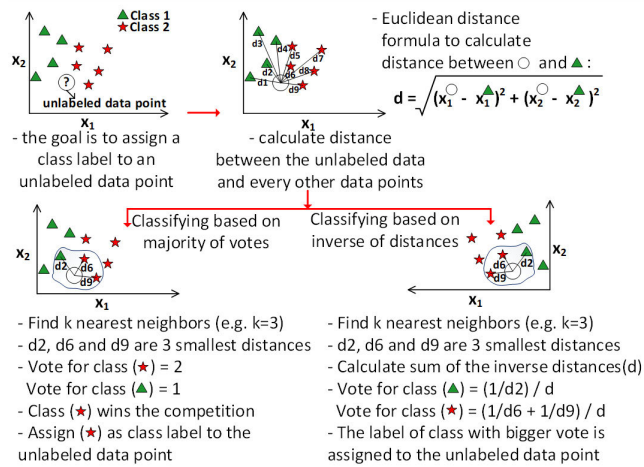 Class 1
Class 2
x2
?
unlabeled data point
x1
- the goal is to assign a
class label to an
unlabeled data point
d3
d4
d5
d7
d2
d6
d8
d1
d9
- calculate distance
between the unlabeled data
and every other data points
- Euclidean distance
formula to calculate
distance between ○ and ▲ :
d = √(x1○ - x1▲)² + (x2○ - x2▲)²
Classifying based on
majority of votes
Classifying based on
inverse of distances
x2
d2
d6
d9
x1
- Find k nearest neighbors (e.g. k=3)
- d2, d6 and d9 are 3 smallest distances
- Vote for class (★) = 2
Vote for class (▲) = 1
- Class (★) wins the competition
- Assign (★) as class label to the
unlabeled data point
x2
d6
d2
d9
x1
- Find k nearest neighbors (e.g. k=3)
- d2, d6 and d9 are 3 smallest distances
- Calculate sum of the inverse distances(d)
- Vote for class (▲) = (1/d2) / d
Vote for class (★) = (1/d6 + 1/d9) / d
- The label of class with bigger vote is
assigned to the unlabeled data point